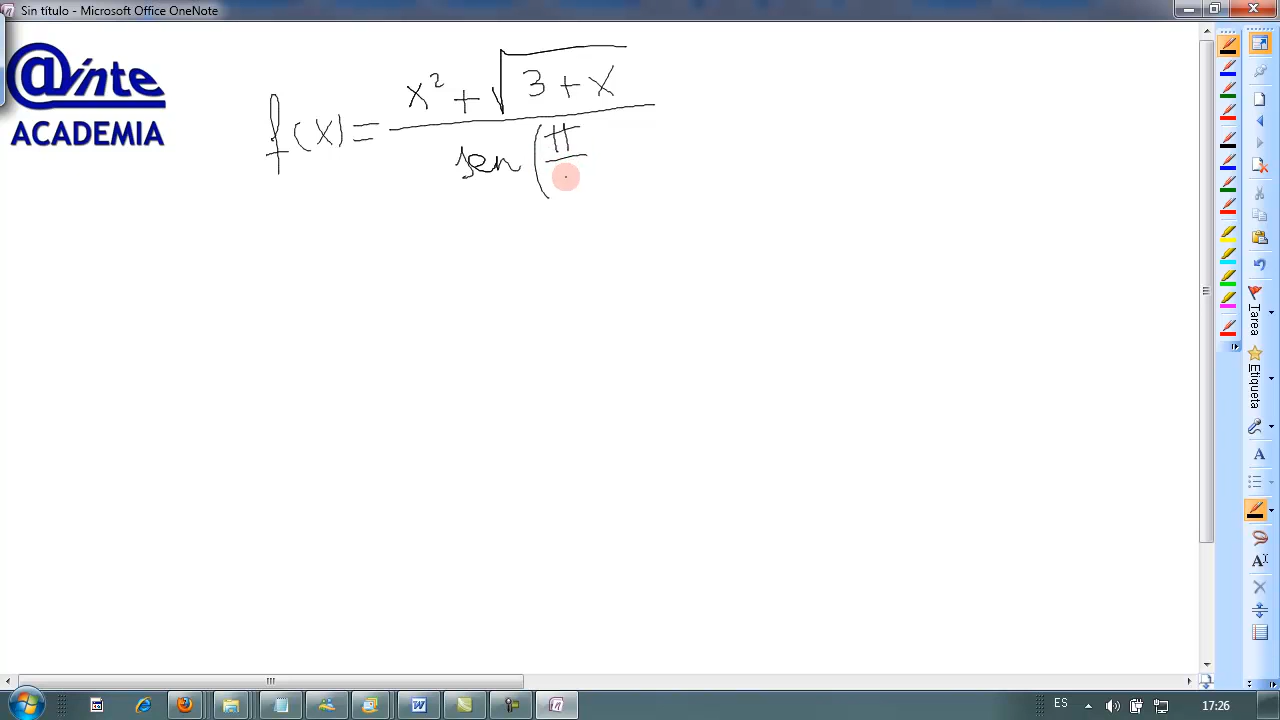 Sin título - Microsoft Office OneNote
@inte
ACADEMIA
f(x) = (x² + √(3 + x)) / (sen(π/
Tarea
Etiqueta
A
A
ES
17:26